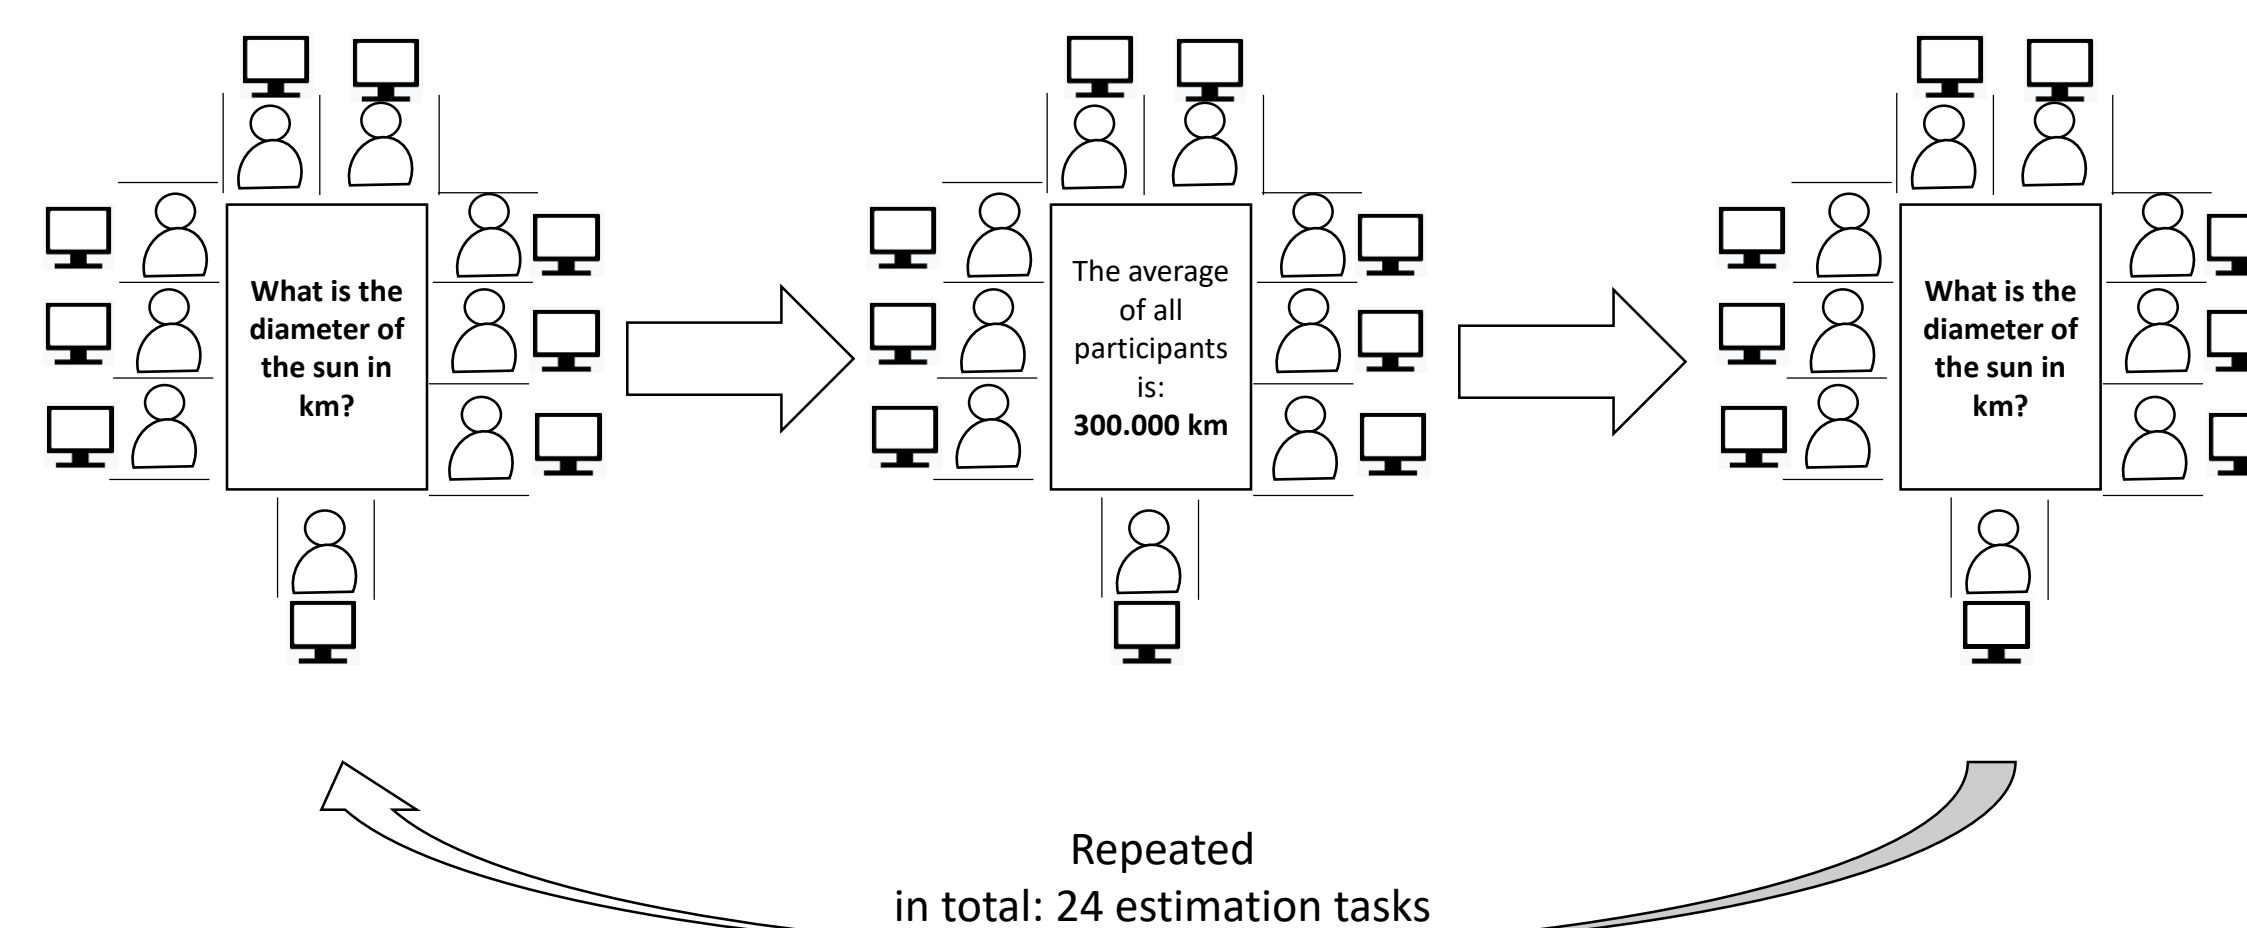 What is the
diameter of
the sun in
km?
The average
of all
participants
is:
300.000 km
What is the
diameter of
the sun in
km?
Repeated
in total: 24 estimation tasks